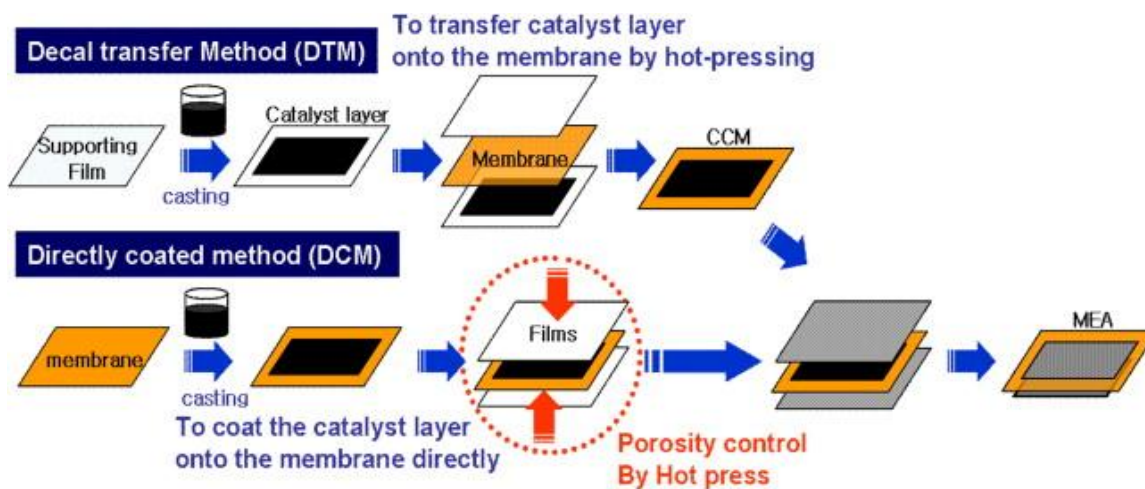 Decal transfer Method (DTM)
To transfer catalyst layer
onto the membrane by hot-pressing
Supporting
Film
casting
Catalyst layer
Membrane
CCM
Directly coated method (DCM)
membrane
casting
To coat the catalyst layer
onto the membrane directly
Films
Porosity control
By Hot press
MEA